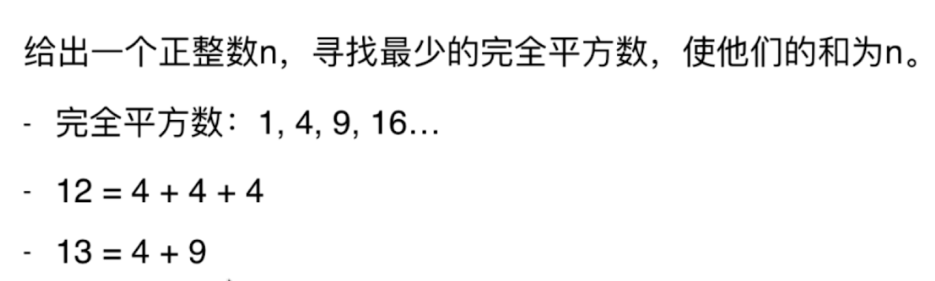 给出一个正整数n，寻找最少的完全平方数，使他们的和为n。
- 完全平方数：1, 4, 9, 16…
- 12 = 4 + 4 + 4
- 13 = 4 + 9